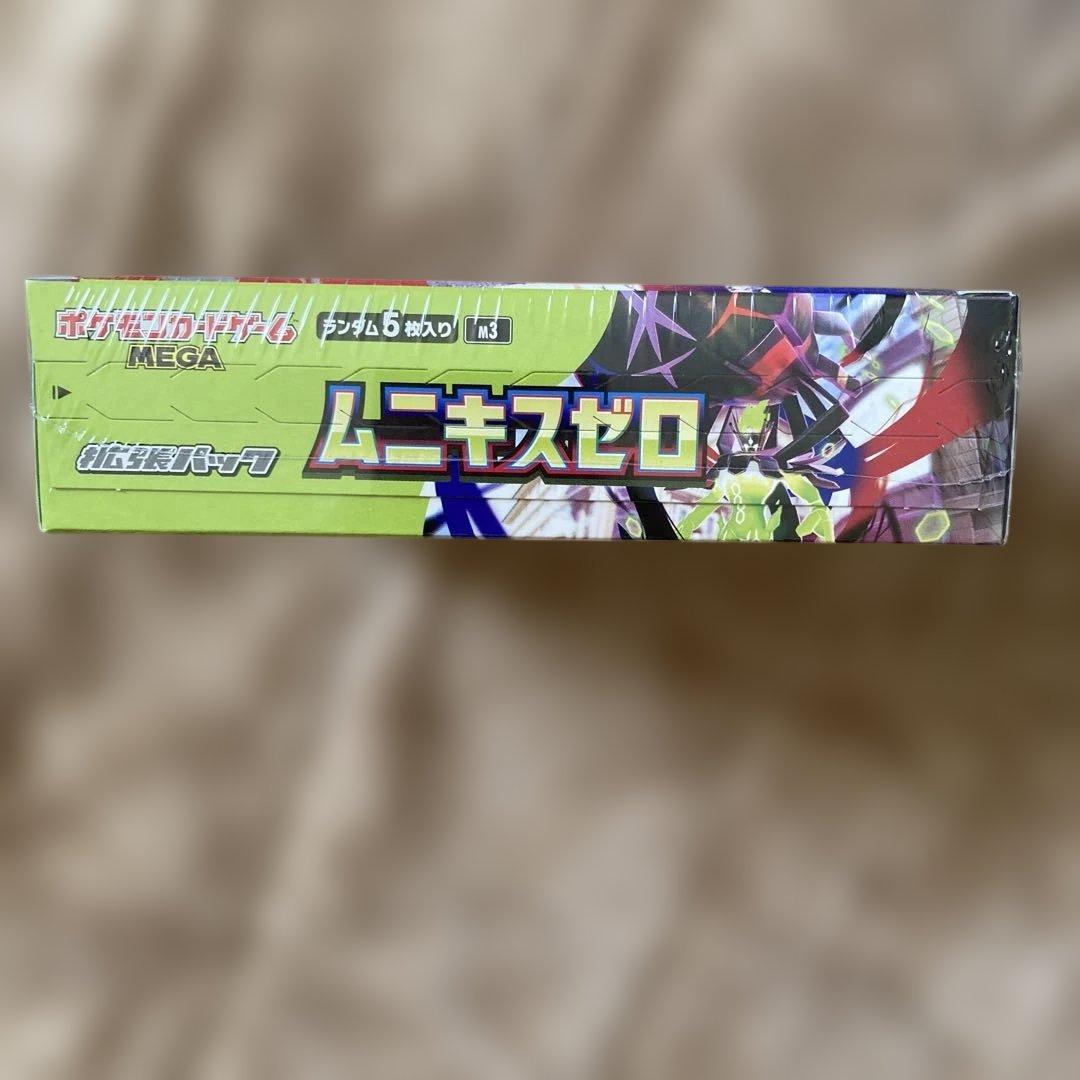 ポケモンカードゲーム
MEGA
ランダム5枚入り
M3
拡張パック
ムニキスゼロ